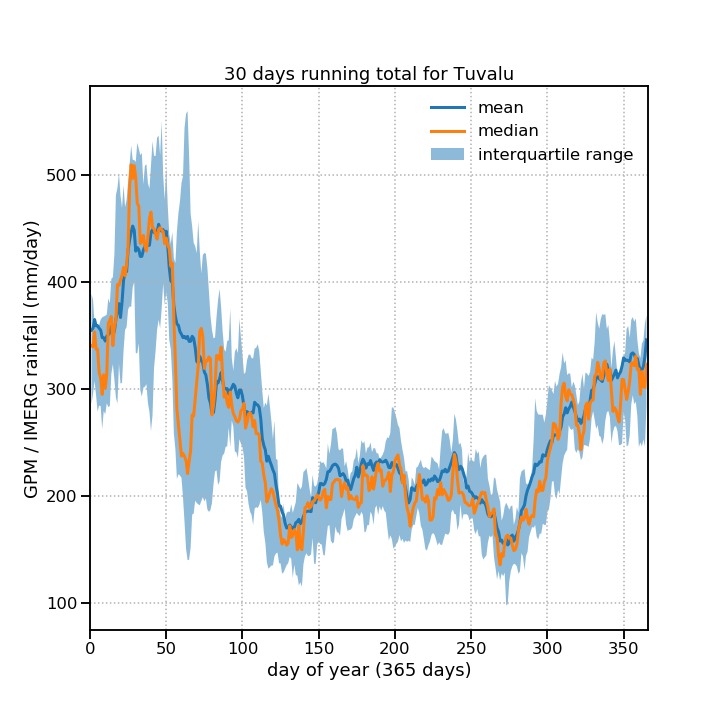 30 days running total for Tuvalu
mean
median
interquartile range
GPM / IMERG rainfall (mm/day)
500
400
300
200
100
0 50 100 150 200 250 300 350
day of year (365 days)